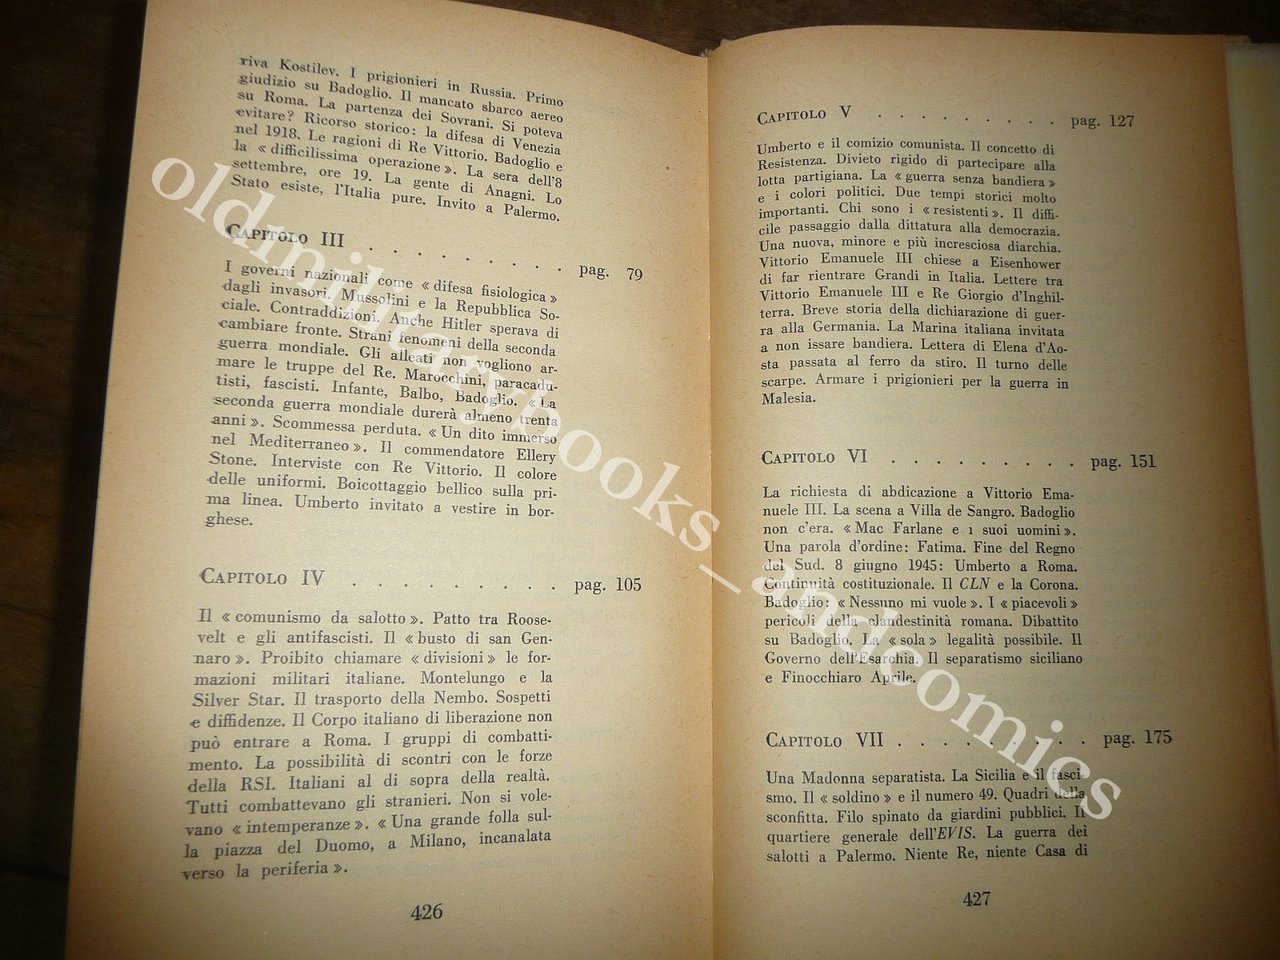 riva Kostilev. I prigionieri in Russia. Primo
giudizio su Badoglio. Il mancato sbarco aereo
su Roma. La partenza dei Sovrani. Si poteva
evitare? Ricorso storico: la difesa di Venezia
nel 1918. Le ragioni di Re Vittorio. Badoglio e
la « difficilissima operazione ». La sera dell'8
settembre, ore 19. La gente di Anagni. Lo
Stato esiste, l'Italia pure. Invito a Palermo.
CAPITOLO III . . . . . . . . . pag. 79
I governi nazionali come « difesa fisiologica »
dagli invasori. Mussolini e la Repubblica So-
ciale. Contraddizioni. Anche Hitler sperava di
cambiare fronte. Strani fenomeni della seconda
guerra mondiale. Gli alleati non vogliono ar-
mare le truppe del Re. Marocchini, paracadu-
tisti, fascisti. Infante, Balbo, Badoglio. « La
seconda guerra mondiale durerà almeno trenta
anni ». Scommessa perduta. « Un dito immerso
nel Mediterraneo ». Il commendatore Ellery
Stone. Interviste con Re Vittorio. Il colore
delle uniformi. Boicottaggio bellico sulla pri-
ma linea. Umberto invitato a vestire in bor-
ghese.
CAPITOLO IV . . . . . . . . . pag. 105
Il « comunismo da salotto ». Patto tra Roose-
velt e gli antifascisti. Il « busto di san Gen-
naro ». Proibito chiamare « divisioni » le for-
mazioni militari italiane. Montelungo e la
Silver Star. Il trasporto della Nembo. Sospetti
e diffidenze. Il Corpo italiano di liberazione non
può entrare a Roma. I gruppi di combatti-
mento. La possibilità di scontri con le forze
della RSI. Italiani al di sopra della realtà.
Tutti combattevano gli stranieri. Non si vole-
vano « intemperanze ». « Una grande folla sul-
la piazza del Duomo, a Milano, incanalata
verso la periferia ».
426
CAPITOLO V . . . . . . . . . pag. 127
Umberto e il comizio comunista. Il concetto di
Resistenza. Divieto rigido di partecipare alla
lotta partigiana. La « guerra senza bandiera »
e i colori politici. Due tempi storici molto
importanti. Chi sono i « resistenti ». Il diffi-
cile passaggio dalla dittatura alla democrazia.
Una nuova, minore e più incresciosa diarchia.
Vittorio Emanuele III chiese a Eisenhower
di far rientrare Grandi in Italia. Lettere tra
Vittorio Emanuele III e Re Giorgio d'Inghil-
terra. Breve storia della dichiarazione di guer-
ra alla Germania. La Marina italiana invitata
a non issare bandiera. Lettera di Elena d'Ao-
sta passata al ferro da stiro. Il turno delle
scarpe. Armare i prigionieri per la guerra in
Malesia.
CAPITOLO VI . . . . . . . . . pag. 151
La richiesta di abdicazione a Vittorio Ema-
nuele III. La scena a Villa de Sangro. Badoglio
non c'era. « Mac Farlane e i suoi uomini ».
Una parola d'ordine: Fatima. Fine del Regno
del Sud. 8 giugno 1945: Umberto a Roma.
Continuità costituzionale. Il CLN e la Corona.
Badoglio: « Nessuno mi vuole ». I « piacevoli »
pericoli della clandestinità romana. Dibattito
su Badoglio. La « sola » legalità possibile. Il
Governo dell'Esarchia. Il separatismo siciliano
e Finocchiaro Aprile.
CAPITOLO VII . . . . . . . . . pag. 175
Una Madonna separatista. La Sicilia e il fasci-
smo. Il « soldino » e il numero 49. Quadri della
sconfitta. Filo spinato da giardini pubblici. Il
quartiere generale dell'EVIS. La guerra dei
salotti a Palermo. Niente Re, niente Casa di
427
oldmilitarybooks_andcomics